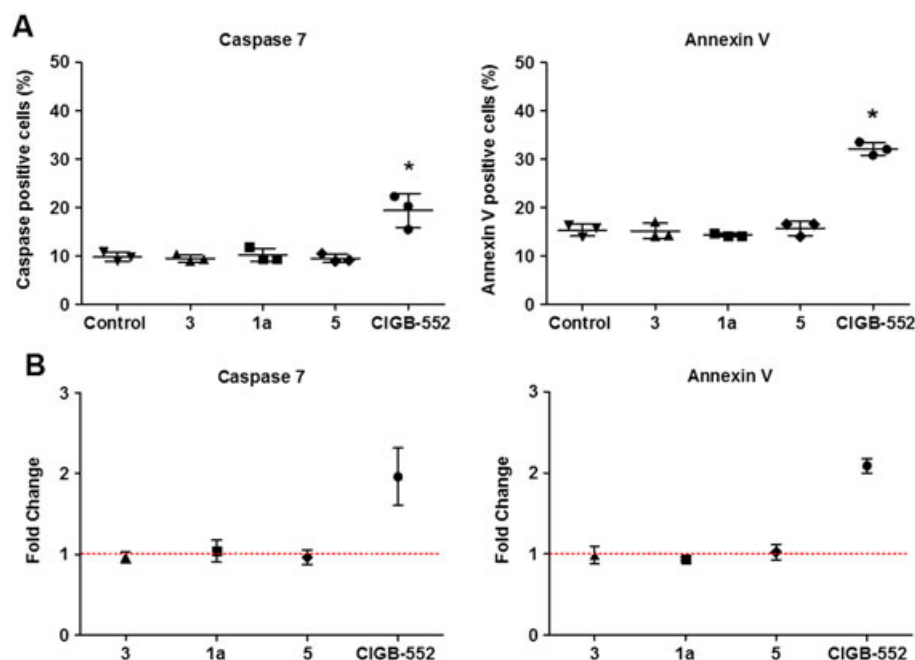 A
Caspase 7
Caspase positive cells (%)
50
40
30
20
10
0
*
Control 3 1a 5 CIGB-552
Annexin V
Annexin V positive cells (%)
50
40
30
20
10
0
*
Control 3 1a 5 CIGB-552
B
Caspase 7
Fold Change
3
2
1
0
3 1a 5 CIGB-552
Annexin V
Fold Change
3
2
1
0
3 1a 5 CIGB-552